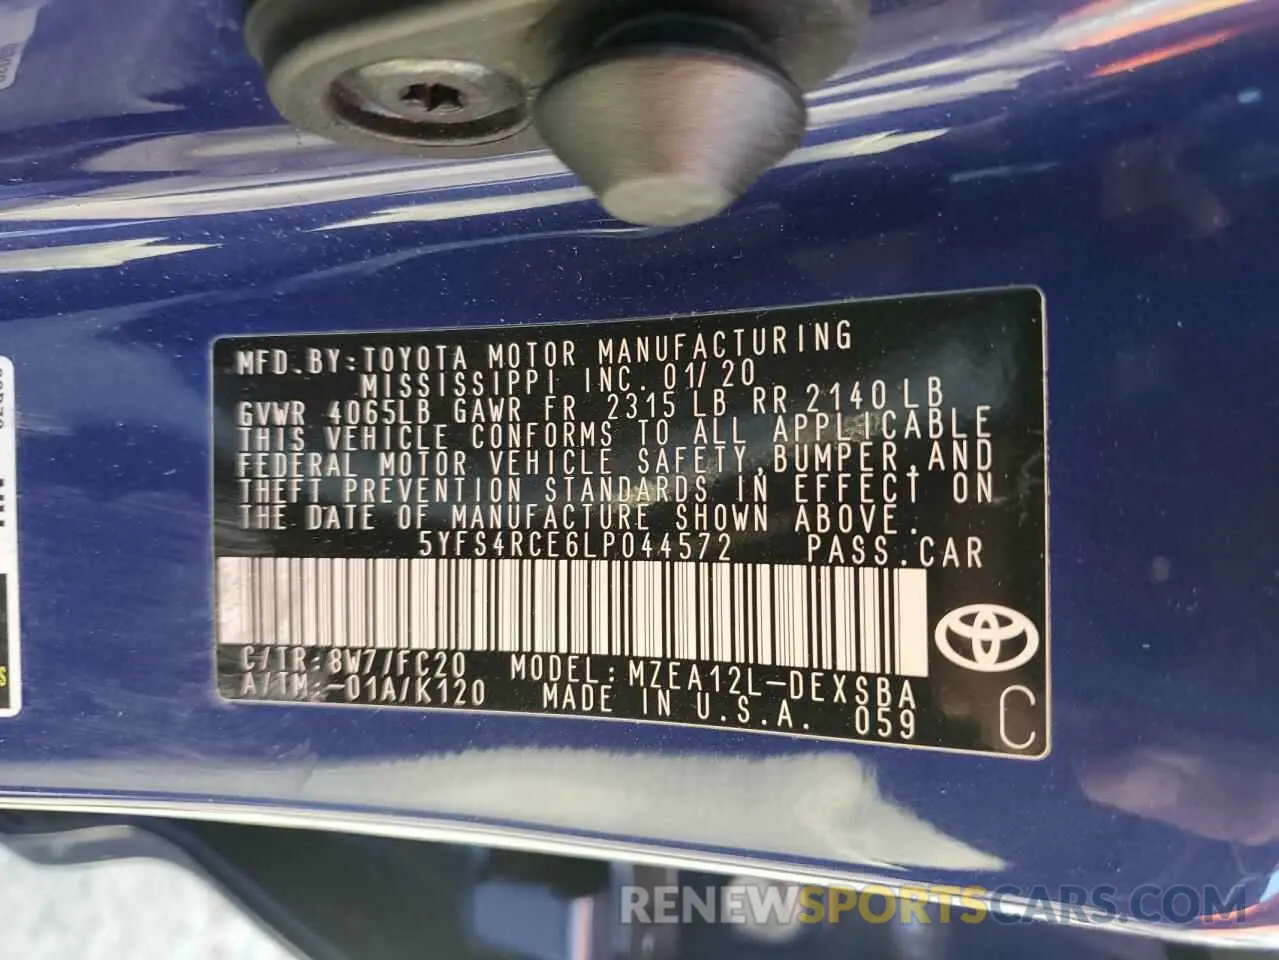 MFD.BY:TOYOTA MOTOR MANUFACTURING
MISSISSIPPI INC. 01/20
GVWR 4065LB GAWR FR 2315 LB RR 2140 LB
THIS VEHICLE CONFORMS TO ALL APPLICABLE
FEDERAL MOTOR VEHICLE SAFETY,BUMPER,AND
THEFT PREVENTION STANDARDS IN EFFECT ON
THE DATE OF MANUFACTURE SHOWN ABOVE.
5YFS4RCE6LP044572 PASS.CAR
C/TR:8W7/FC20 MODEL:MZEA12L-DEXSBA
A/TM:-01A/K120 MADE IN U.S.A. 059
C
RENEWSPORTSCARS.COM